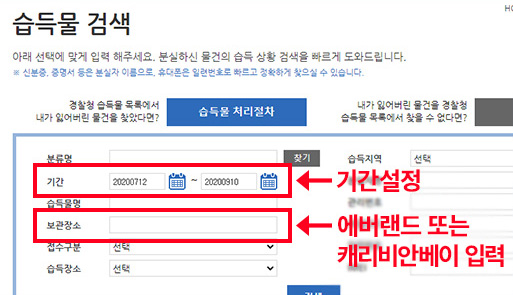 HO
습득물 검색
아래 선택에 맞게 입력 해주세요. 분실하신 물건의 습득 상황 검색을 빠르게 도와드립니다.
※ 신분증, 증명서 등은 분실자 이름으로, 휴대폰은 일련번호로 빠르고 정확하게 찾으실 수 있습니다.
경찰청 습득물 목록에서
내가 잃어버린 물건을 찾았다면?
습득물 처리절차
내가 잃어버린 물건을 경찰청
습득물 목록에서 찾을 수 없다면?
분류명
찾기
습득지역
선택
기간
20200712
~
20200910
기간설정
습득물명
보관장소
에버랜드 또는
캐리비안베이 입력
접수구분
선택
습득장소
선택